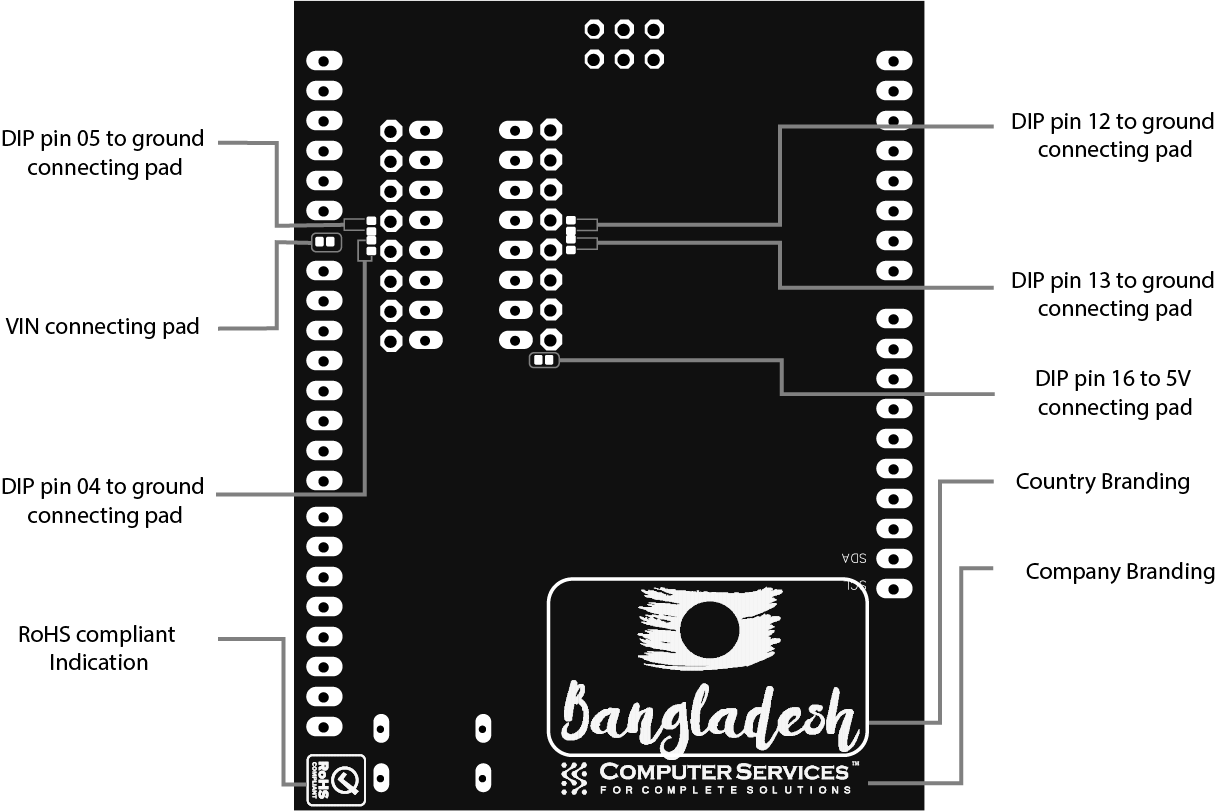 DIP pin 05 to ground
connecting pad
VIN connecting pad
DIP pin 04 to ground
connecting pad
RoHS compliant
Indication
DIP pin 12 to ground
connecting pad
DIP pin 13 to ground
connecting pad
DIP pin 16 to 5V
connecting pad
Country Branding
Company Branding
SDA
SCL
Bangladesh
COMPUTER SERVICES™
FOR COMPLETE SOLUTIONS
RoHS
COMPLIANT